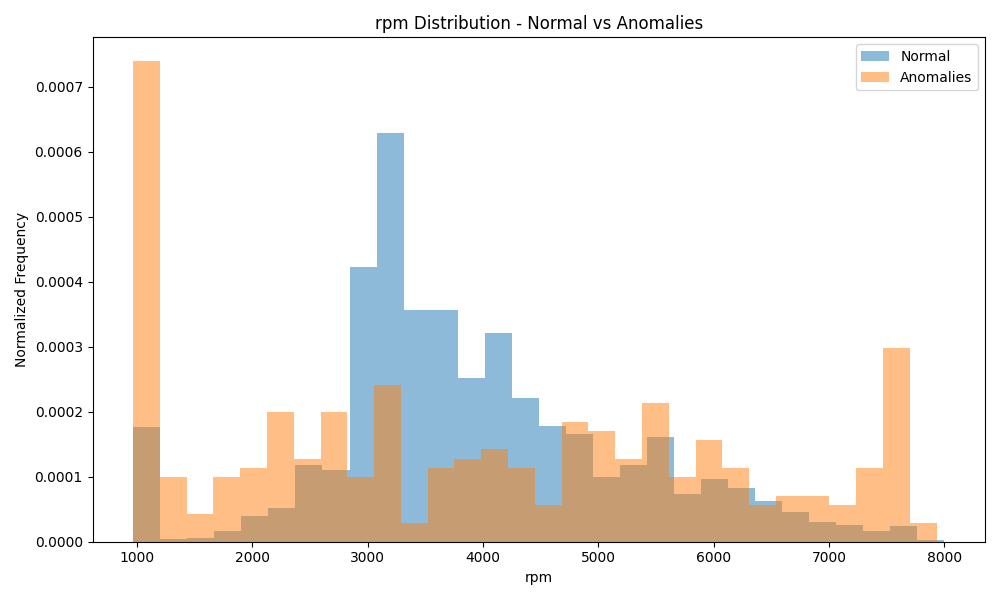 rpm Distribution - Normal vs Anomalies
Normal
Anomalies
0.0007
0.0006
0.0005
0.0004
0.0003
0.0002
0.0001
0.0000
Normalized Frequency
1000 2000 3000 4000 5000 6000 7000 8000
rpm